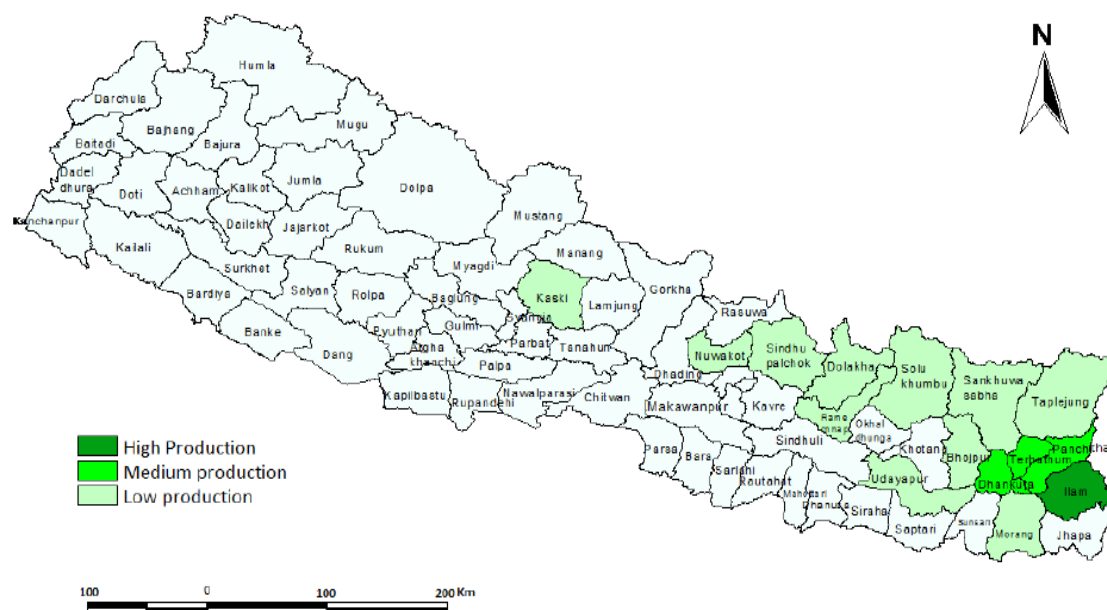 N
Humla
Darchula
Bajhang
Mugu
Baitadi
Bajura
Dadel
dhura
Doti
Achham
Kalikot
Jumla
Dolpa
Kanchanpur
Dailekh
Jajarkot
Mustang
Kailali
Rukum
Manang
Surkhet
Myagdi
Bardiya
Salyan
Rolpa
Baglung
Kaski
Lamjung
Gorkha
Rasuwa
Banke
Pyuthan
Gulmi
Syangja
Parbat
Tanahun
Nuwakot
Sindhu
palchok
Dolakha
Solu
khumbu
Sankhuwa
sabha
Taplejung
Dang
Argha
khanchi
Palpa
Dhading
Kapilbastu
Rupandehi
Nawalparasi
Chitwan
Makawanpur
Kavre
Okhal
dhunga
Sindhuli
Khotang
Bhojpur
Terhathum
Panchthar
Parsa
Bara
Sarlahi
Rautahat
Mahottari
Dhanusa
Siraha
Udayapur
Saptari
Dhankuta
Ilam
Sunsari
Morang
Jhapa
High Production
Medium production
Low production
100 0 100 200 Km